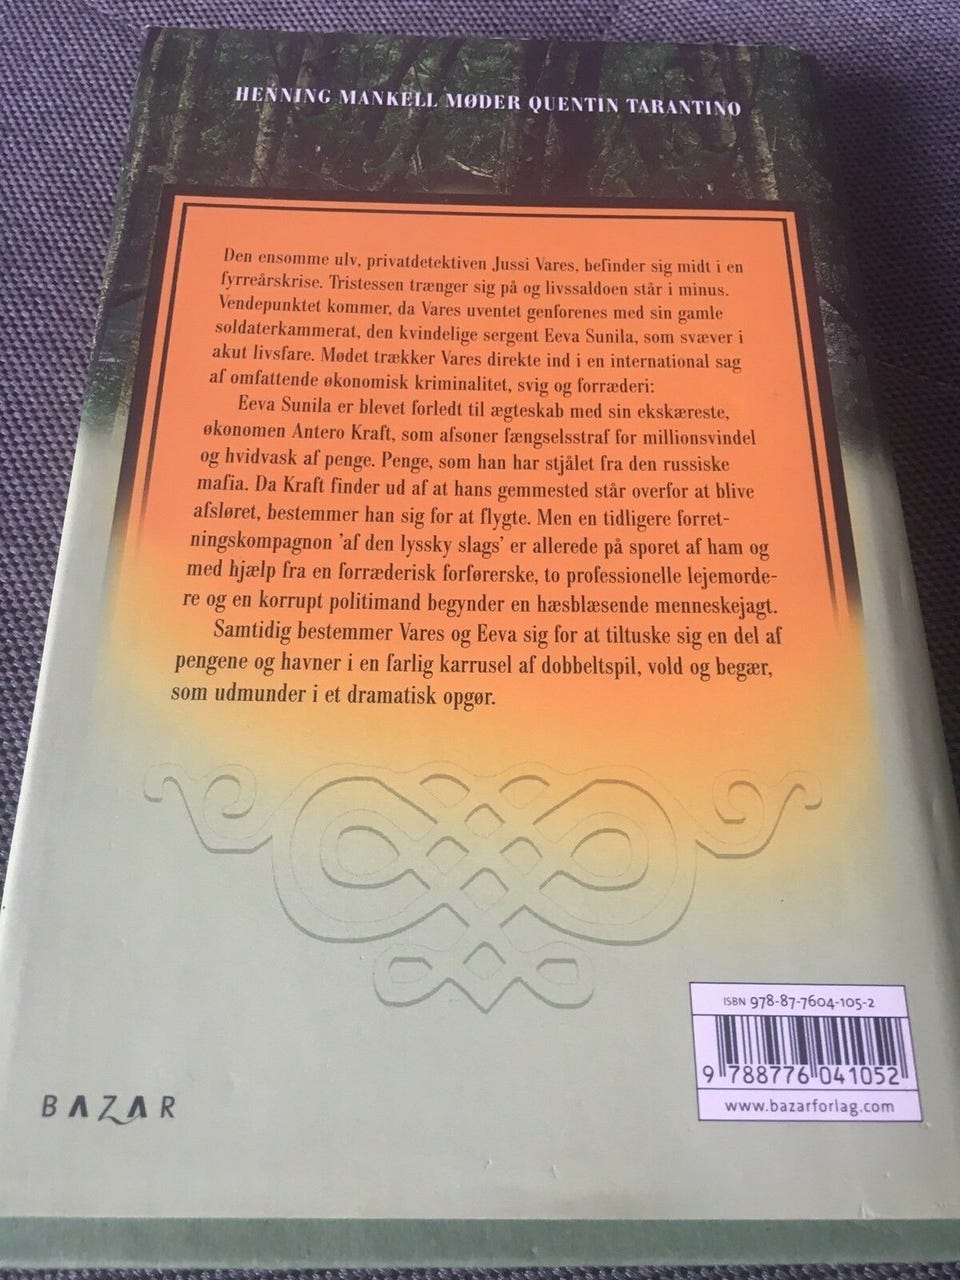 HENNING MANKELL MØDER QUENTIN TARANTINO
Den ensomme ulv, privatdetektiven Jussi Vares, befinder sig midt i en
fyrreårskrise. Tristessen trænger sig på og livssaldoen står i minus.
Vendepunktet kommer, da Vares uventet genforenes med sin gamle
soldaterkammerat, den kvindelige sergent Eeva Sunila, som svæver i
akut livsfare. Mødet trækker Vares direkte ind i en international sag
af omfattende økonomisk kriminalitet, svig og forræderi:
Eeva Sunila er blevet forledt til ægteskab med sin ekskæreste,
økonomen Antero Kraft, som afsoner fængselsstraf for millionsvindel
og hvidvask af penge. Penge, som han har stjålet fra den russiske
mafia. Da Kraft finder ud af at hans gemmested står overfor at blive
afsløret, bestemmer han sig for at flygte. Men en tidligere forret-
ningskompagnon 'af den lyssky slags' er allerede på sporet af ham og
med hjælp fra en forræderisk forførerske, to professionelle lejemorde-
re og en korrupt politimand begynder en hæsblæsende menneskejagt.
Samtidig bestemmer Vares og Eeva sig for at tiltuske sig en del af
pengene og havner i en farlig karrusel af dobbeltspil, vold og begær,
som udmunder i et dramatisk opgør.
ISBN 978-87-7604-105-2
9 788776 041052
www.bazarforlag.com
BAZAR